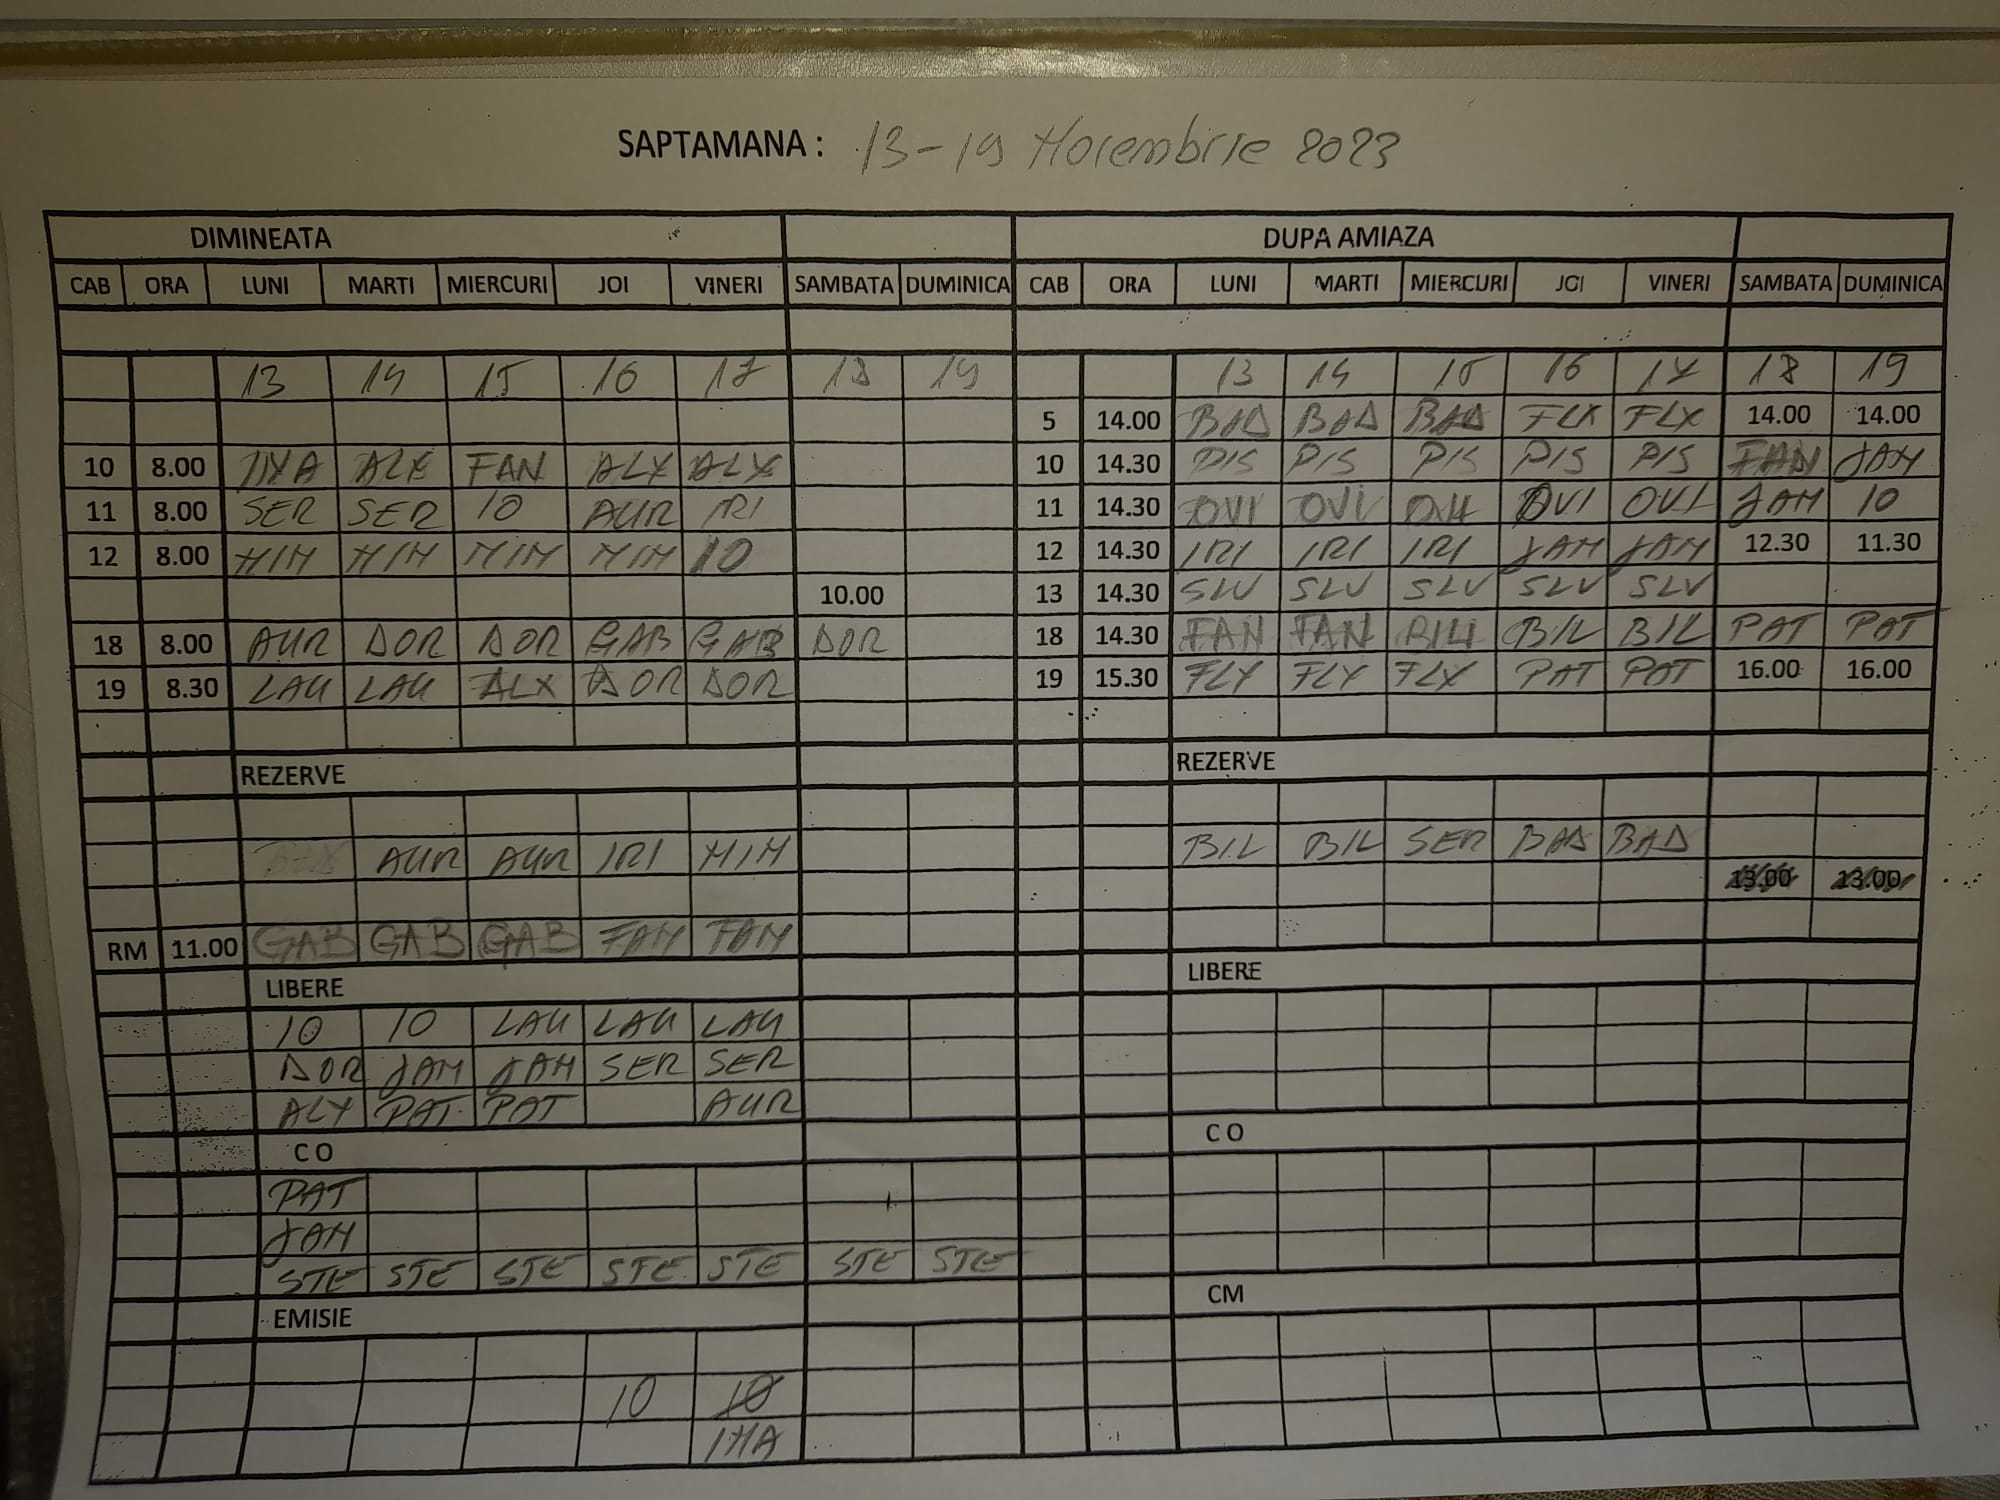 SAPTAMANA : 13-19 Noiembrie 2023
DIMINEATA DUPA AMIAZA
CAB ORA LUNI MARTI MIERCURI JOI VINERI SAMBATA DUMINICA CAB ORA LUNI MARTI MIERCURI JOI VINERI SAMBATA DUMINICA
13 14 15 16 17 18 19 13 14 15 16 17 18 19
5 14.00 BAD BAD BAD FLX FLX 14.00 14.00
10 8.00 ALX FAN ALX ALX 10 14.30 PIS PIS PIS PIS PIS FAN JAM
11 8.00 SER SER 10 AUR IRI 11 14.30 OVI OVI OVI OVI OVI JAM 10
12 8.00 MIM MIM MIM MIM 10 12 14.30 IRI IRI IRI JAM JAM 12.30 11.30
10.00 13 14.30 SLV SLV SLV SLV SLV
18 8.00 AUR DOR DOR GAB GAB DOR 18 14.30 FAN FAN BIL BIL BIL PAT PAT
19 8.30 LAU LAU ALX DOR DOR 19 15.30 FLX FLX FLX PAT PAT 16.00 16.00
REZERVE REZERVE
AUR AUR IRI MIM BIL BIL SER BAD BAD
13.00 13.00
RM 11.00 GAB GAB GAB FAN FAN
LIBERE LIBERE
10 10 LAU LAU LAU
DOR JAM JAM SER SER
ALX PAT PAT AUR
C O C O
PAT
JAM
STE STE STE STE STE STE STE
EMISIE CM
10 10